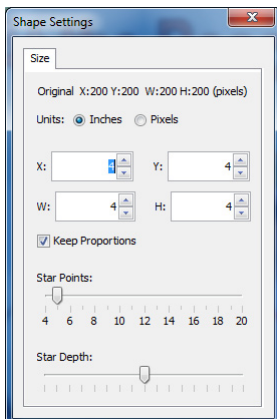 Shape Settings
Size
Original X:200 Y:200 W:200 H:200 (pixels)
Units: Inches Pixels
X: 4 Y: 4
W: 4 H: 4
Keep Proportions
Star Points:
4 6 8 10 12 14 16 18 20
Star Depth: